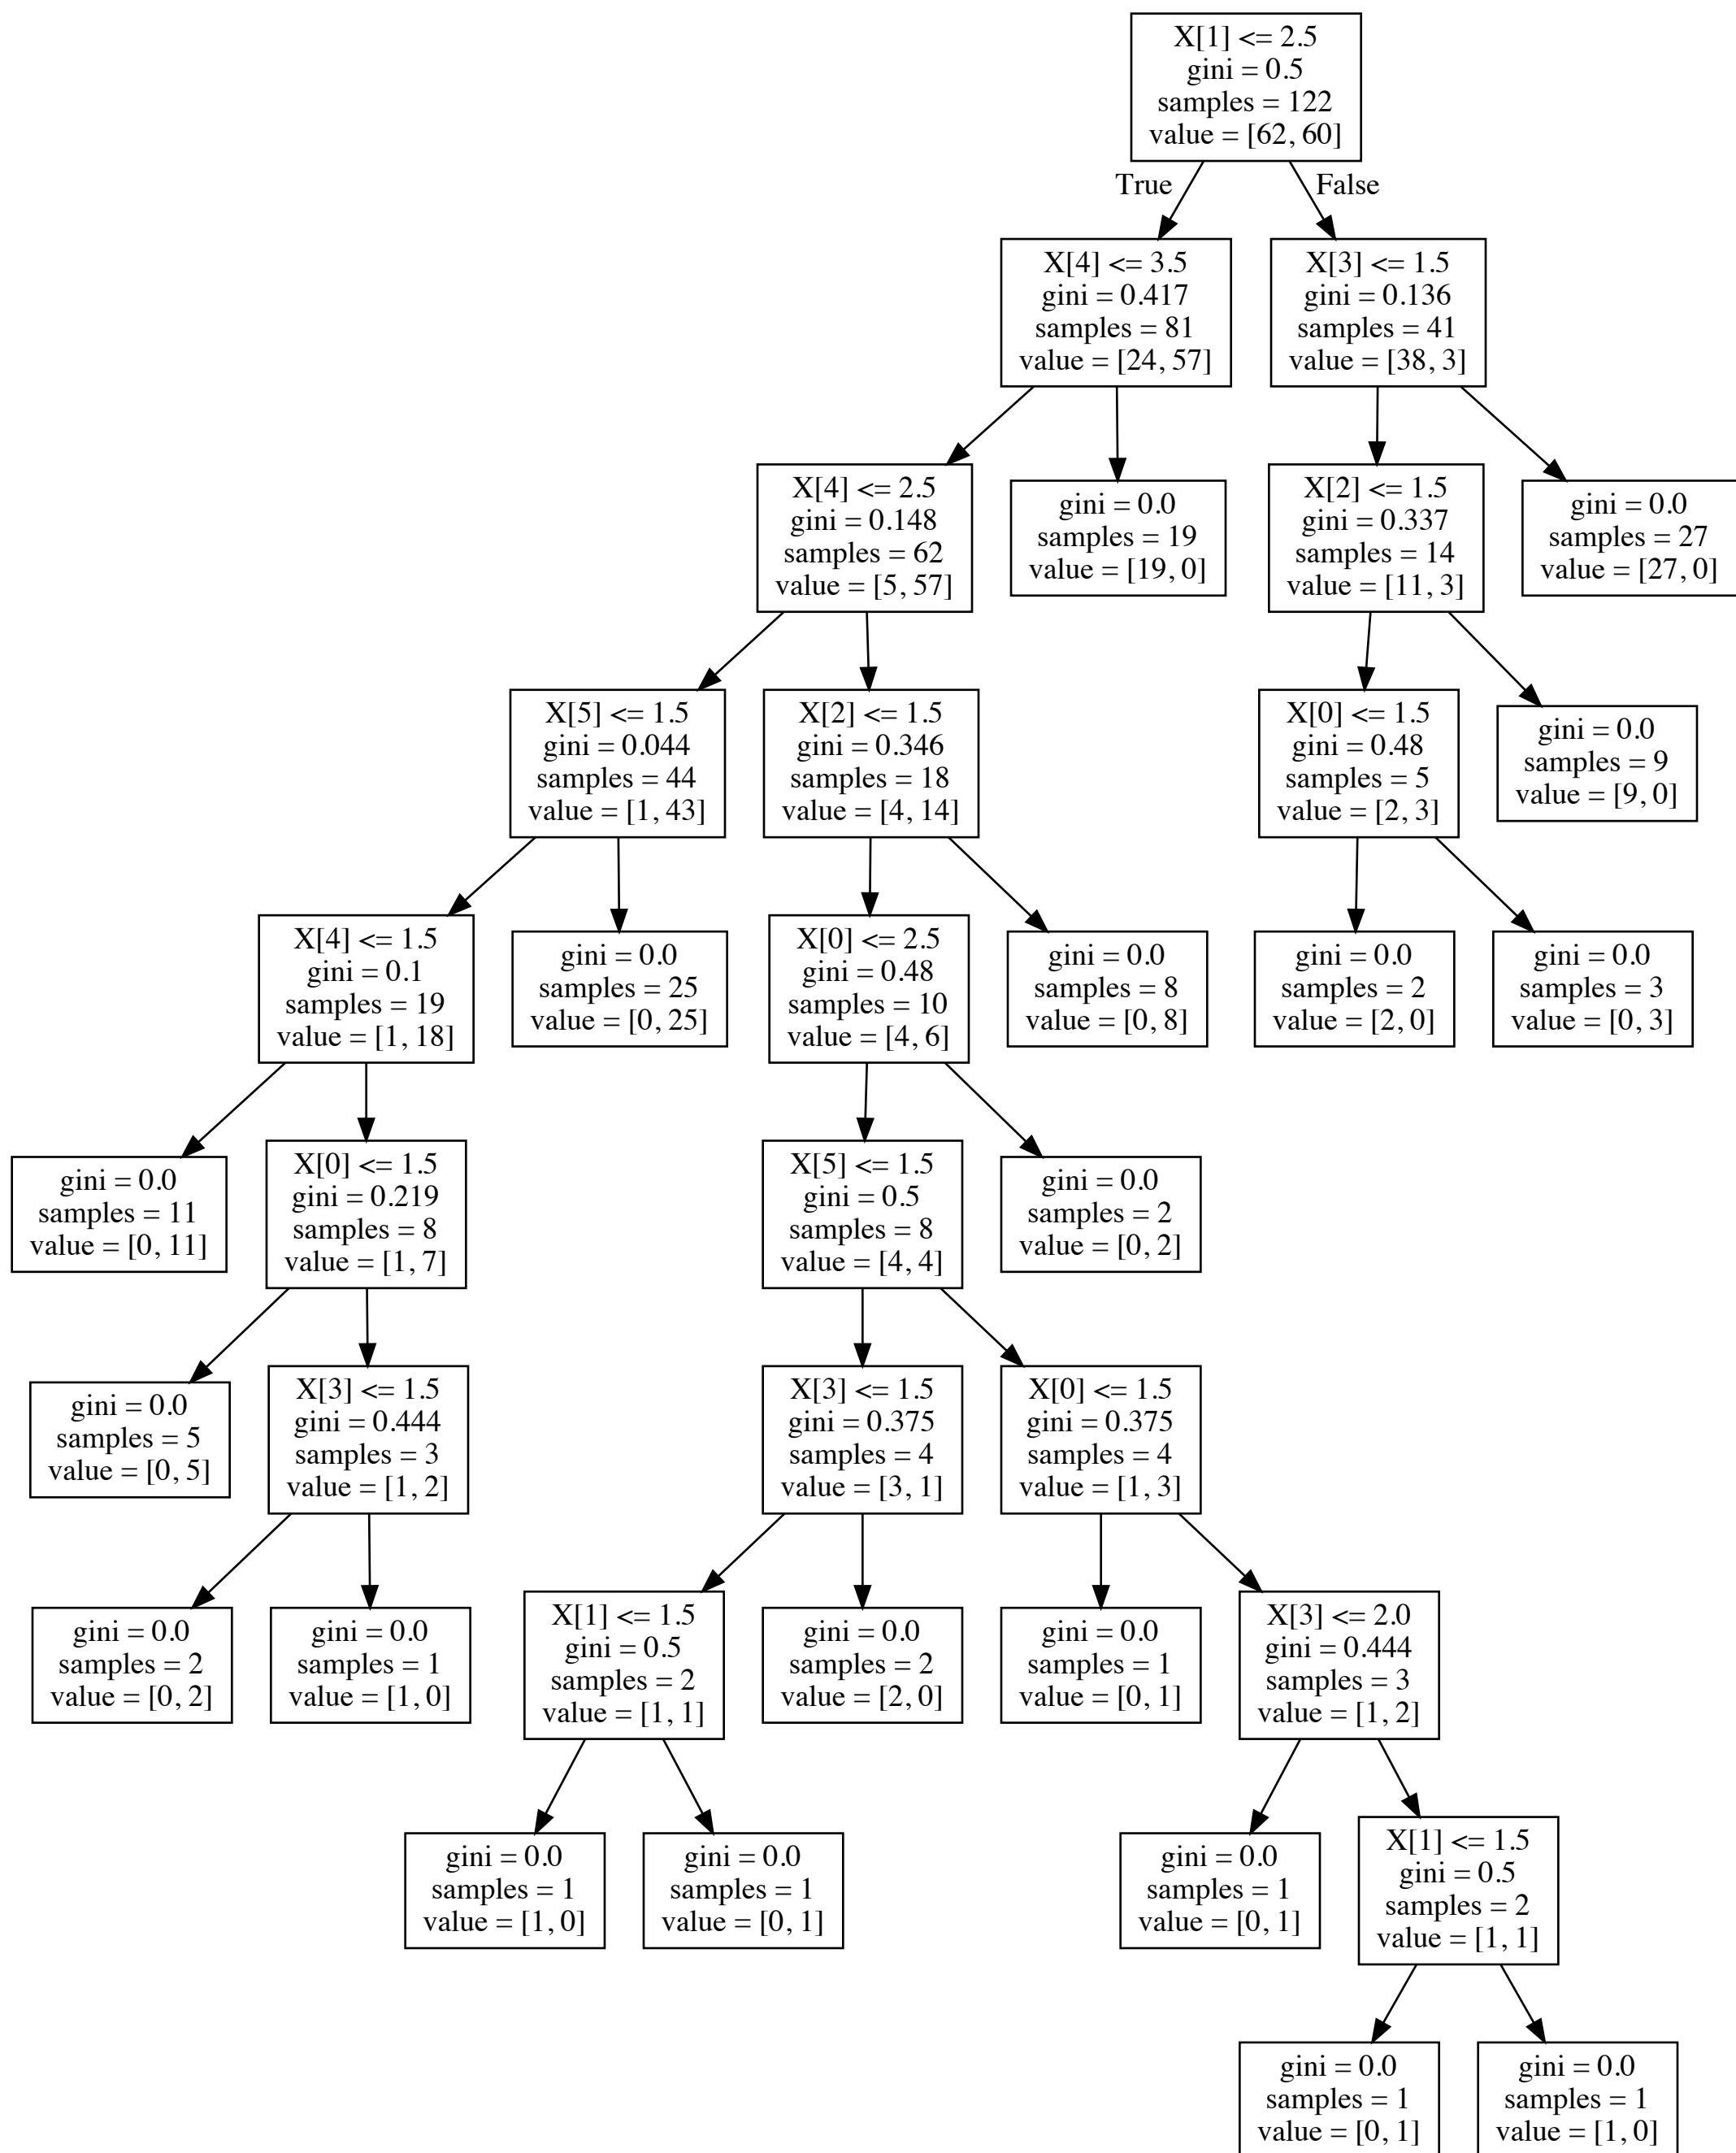 X[1] <= 2.5
gini = 0.5
samples = 122
value = [62, 60]
True
False
X[4] <= 3.5
gini = 0.417
samples = 81
value = [24, 57]
X[3] <= 1.5
gini = 0.136
samples = 41
value = [38, 3]
X[4] <= 2.5
gini = 0.148
samples = 62
value = [5, 57]
gini = 0.0
samples = 19
value = [19, 0]
X[2] <= 1.5
gini = 0.337
samples = 14
value = [11, 3]
gini = 0.0
samples = 27
value = [27, 0]
X[5] <= 1.5
gini = 0.044
samples = 44
value = [1, 43]
X[2] <= 1.5
gini = 0.346
samples = 18
value = [4, 14]
X[0] <= 1.5
gini = 0.48
samples = 5
value = [2, 3]
gini = 0.0
samples = 9
value = [9, 0]
X[4] <= 1.5
gini = 0.1
samples = 19
value = [1, 18]
gini = 0.0
samples = 25
value = [0, 25]
X[0] <= 2.5
gini = 0.48
samples = 10
value = [4, 6]
gini = 0.0
samples = 8
value = [0, 8]
gini = 0.0
samples = 2
value = [2, 0]
gini = 0.0
samples = 3
value = [0, 3]
gini = 0.0
samples = 11
value = [0, 11]
X[0] <= 1.5
gini = 0.219
samples = 8
value = [1, 7]
X[5] <= 1.5
gini = 0.5
samples = 8
value = [4, 4]
gini = 0.0
samples = 2
value = [0, 2]
gini = 0.0
samples = 5
value = [0, 5]
X[3] <= 1.5
gini = 0.444
samples = 3
value = [1, 2]
X[3] <= 1.5
gini = 0.375
samples = 4
value = [3, 1]
X[0] <= 1.5
gini = 0.375
samples = 4
value = [1, 3]
gini = 0.0
samples = 2
value = [0, 2]
gini = 0.0
samples = 1
value = [1, 0]
X[1] <= 1.5
gini = 0.5
samples = 2
value = [1, 1]
gini = 0.0
samples = 2
value = [2, 0]
gini = 0.0
samples = 1
value = [0, 1]
X[3] <= 2.0
gini = 0.444
samples = 3
value = [1, 2]
gini = 0.0
samples = 1
value = [1, 0]
gini = 0.0
samples = 1
value = [0, 1]
gini = 0.0
samples = 1
value = [0, 1]
X[1] <= 1.5
gini = 0.5
samples = 2
value = [1, 1]
gini = 0.0
samples = 1
value = [0, 1]
gini = 0.0
samples = 1
value = [1, 0]